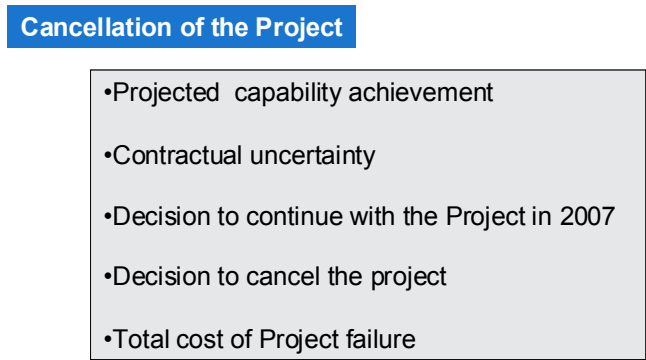 Cancellation of the Project
•Projected  capability achievement
•Contractual uncertainty
•Decision to continue with the Project in 2007
•Decision to cancel the project
•Total cost of Project failure